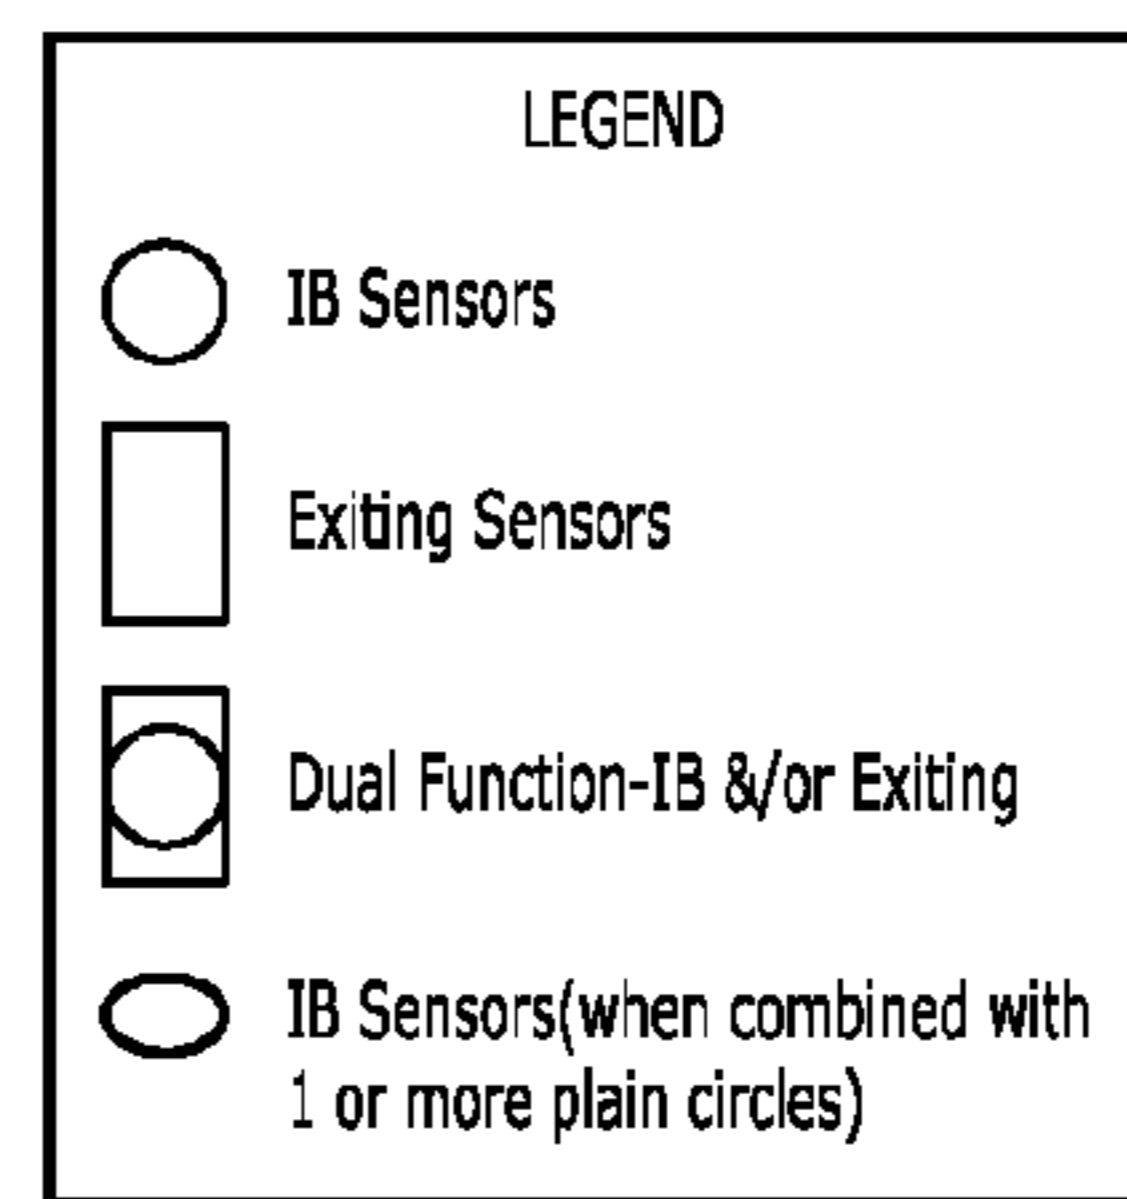 LEGEND
IB Sensors
Exiting Sensors
Dual Function-IB &/or Exiting
IB Sensors(when combined with
1 or more plain circles)